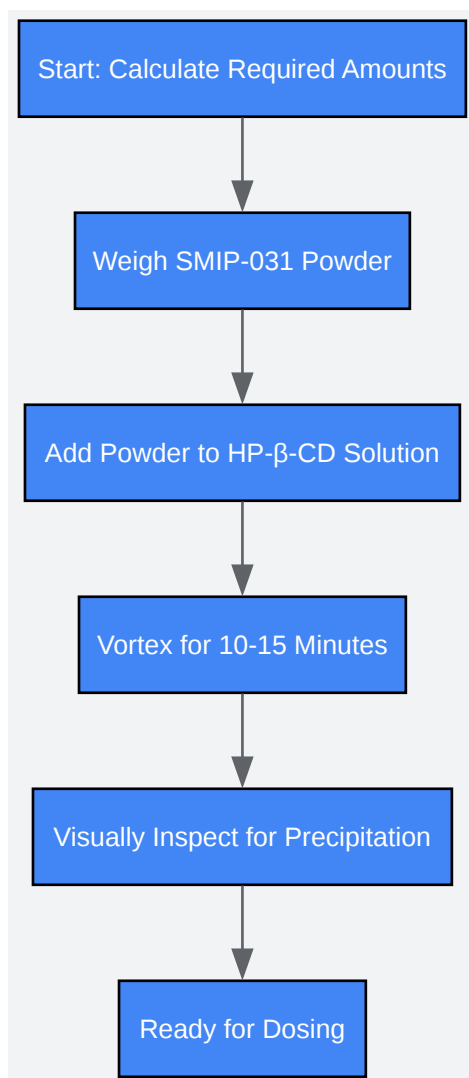 Start: Calculate Required Amounts
Weigh SMIP-031 Powder
Add Powder to HP-β-CD Solution
Vortex for 10-15 Minutes
Visually Inspect for Precipitation
Ready for Dosing